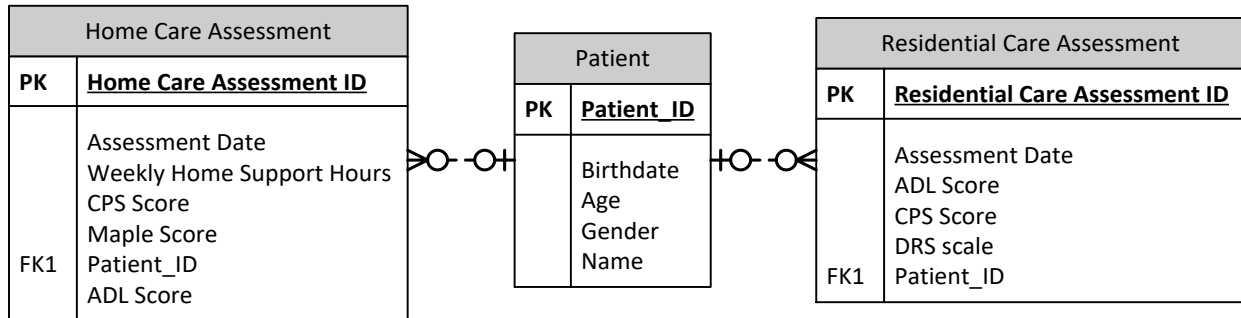 Home Care Assessment
PK Home Care Assessment ID
Assessment Date
Weekly Home Support Hours
CPS Score
Maple Score
FK1 Patient_ID
ADL Score
Patient
PK Patient_ID
Birthdate
Age
Gender
Name
Residential Care Assessment
PK Residential Care Assessment ID
Assessment Date
ADL Score
CPS Score
DRS scale
FK1 Patient_ID